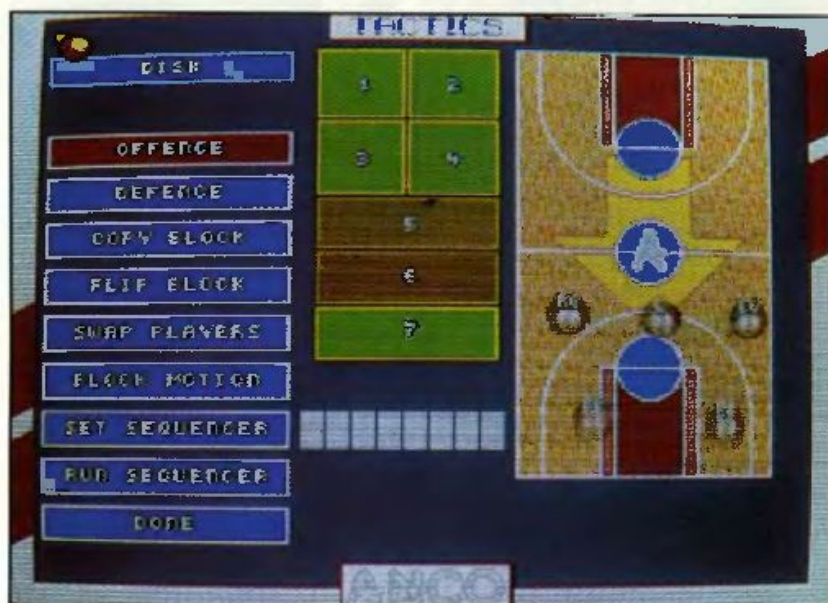 TACTICS
DISK
OFFENCE
DEFENCE
COPY BLOCK
FLIP BLOCK
SWAP PLAYERS
BLOCK MOTION
SET SEQUENCER
RUN SEQUENCER
DONE
1 2
3 4
5
6
7
A
ANCO